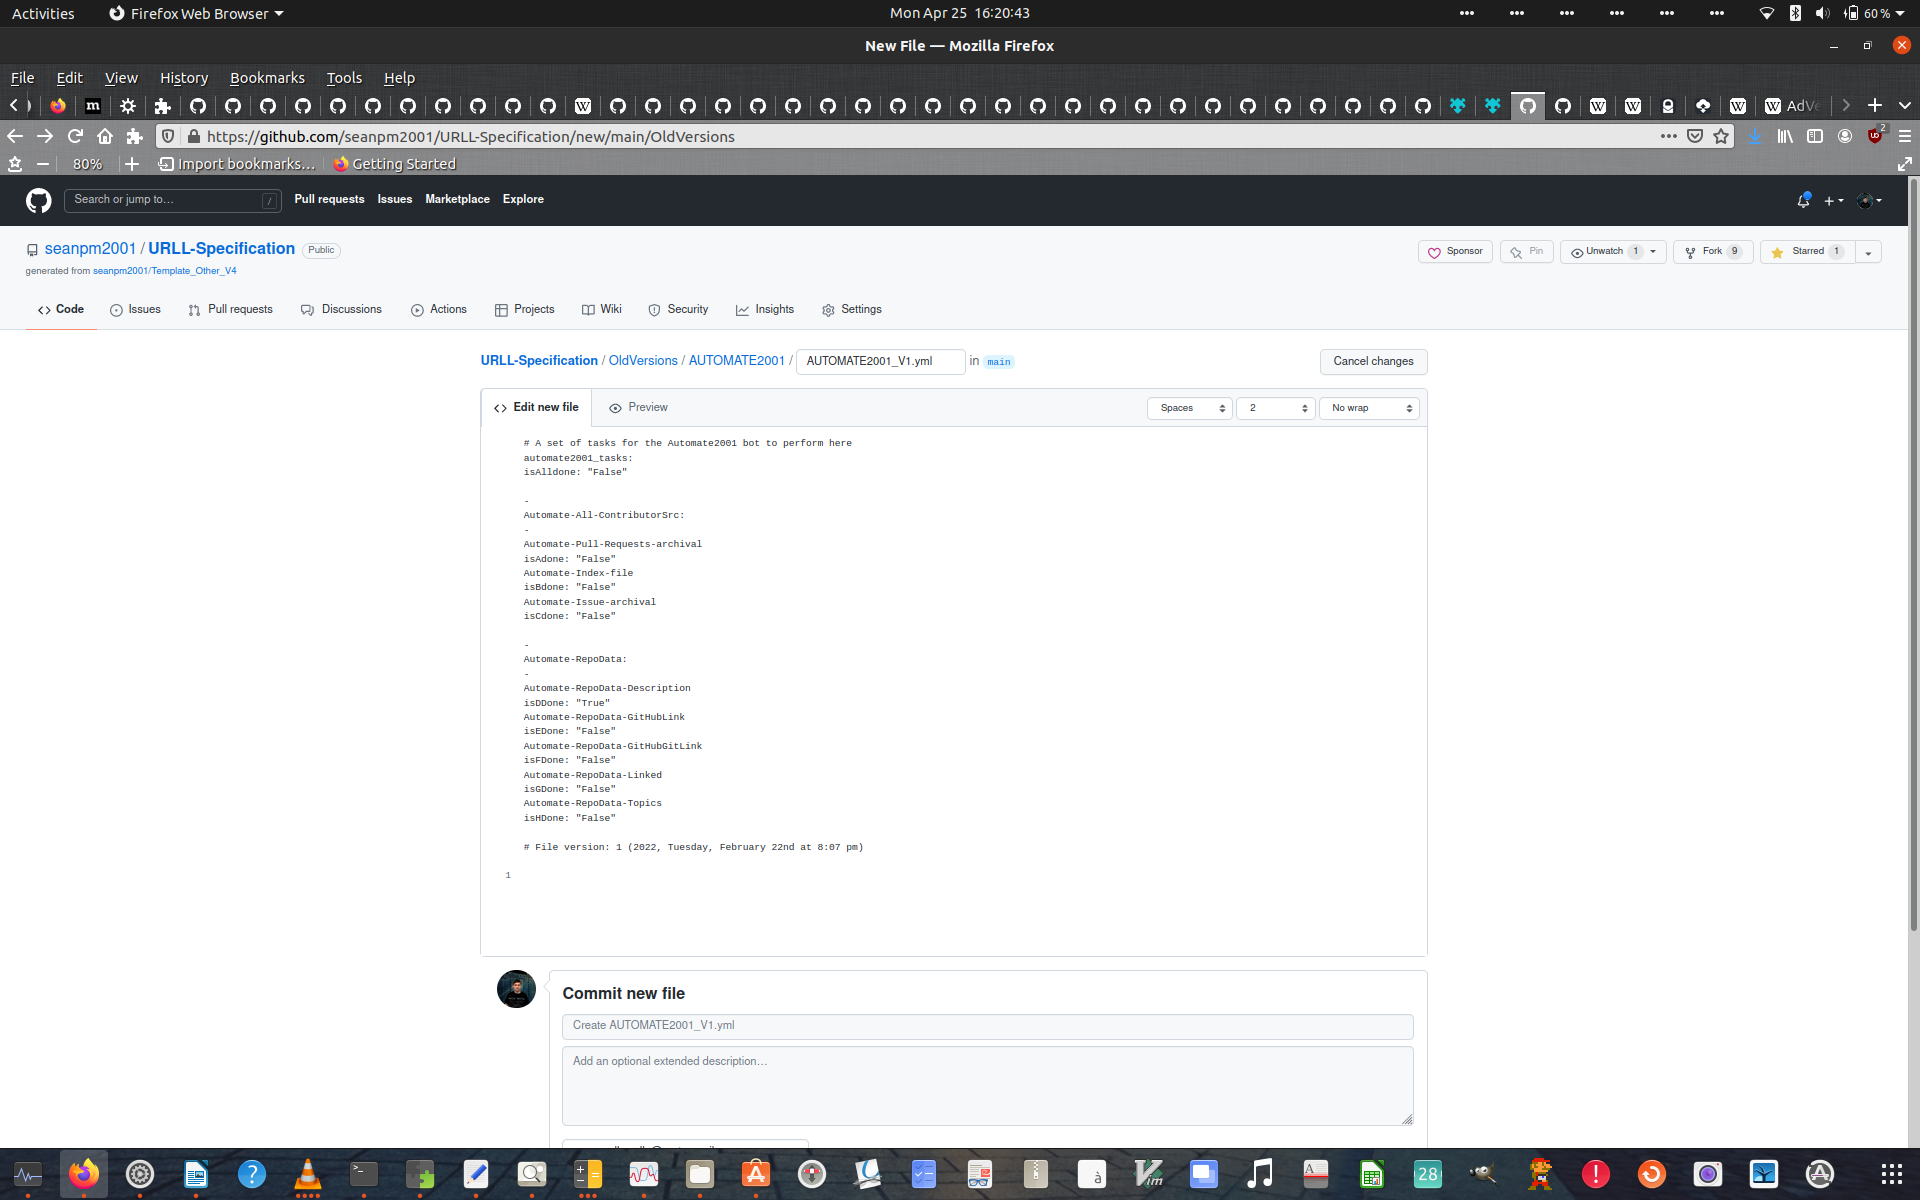 Activities
Firefox Web Browser
Mon Apr 25  16:20:43
60 %
New File — Mozilla Firefox
File Edit View History Bookmarks Tools Help
AdVe
https://github.com/seanpm2001/URLL-Specification/new/main/OldVersions
2
80%
Import bookmarks...
Getting Started
Search or jump to...
/
Pull requests Issues Marketplace Explore
seanpm2001 / URLL-Specification Public
Sponsor
Pin
Unwatch 1
Fork 9
Starred 1
generated from seanpm2001/Template_Other_V4
Code Issues Pull requests Discussions Actions Projects Wiki Security Insights Settings
URLL-Specification / OldVersions / AUTOMATE2001 / AUTOMATE2001_V1.yml in main
Cancel changes
Edit new file
Preview
Spaces
2
No wrap
# A set of tasks for the Automate2001 bot to perform here
automate2001_tasks:
isAlldone: "False"
-
Automate-All-ContributorSrc:
-
Automate-Pull-Requests-archival
isAdone: "False"
Automate-Index-file
isBdone: "False"
Automate-Issue-archival
isCdone: "False"
-
Automate-RepoData:
-
Automate-RepoData-Description
isDDone: "True"
Automate-RepoData-GitHubLink
isEDone: "False"
Automate-RepoData-GitHubGitLink
isFDone: "False"
Automate-RepoData-Linked
isGDone: "False"
Automate-RepoData-Topics
isHDone: "False"
# File version: 1 (2022, Tuesday, February 22nd at 8:07 pm)
1
Commit new file
Create AUTOMATE2001_V1.yml
Add an optional extended description...
28